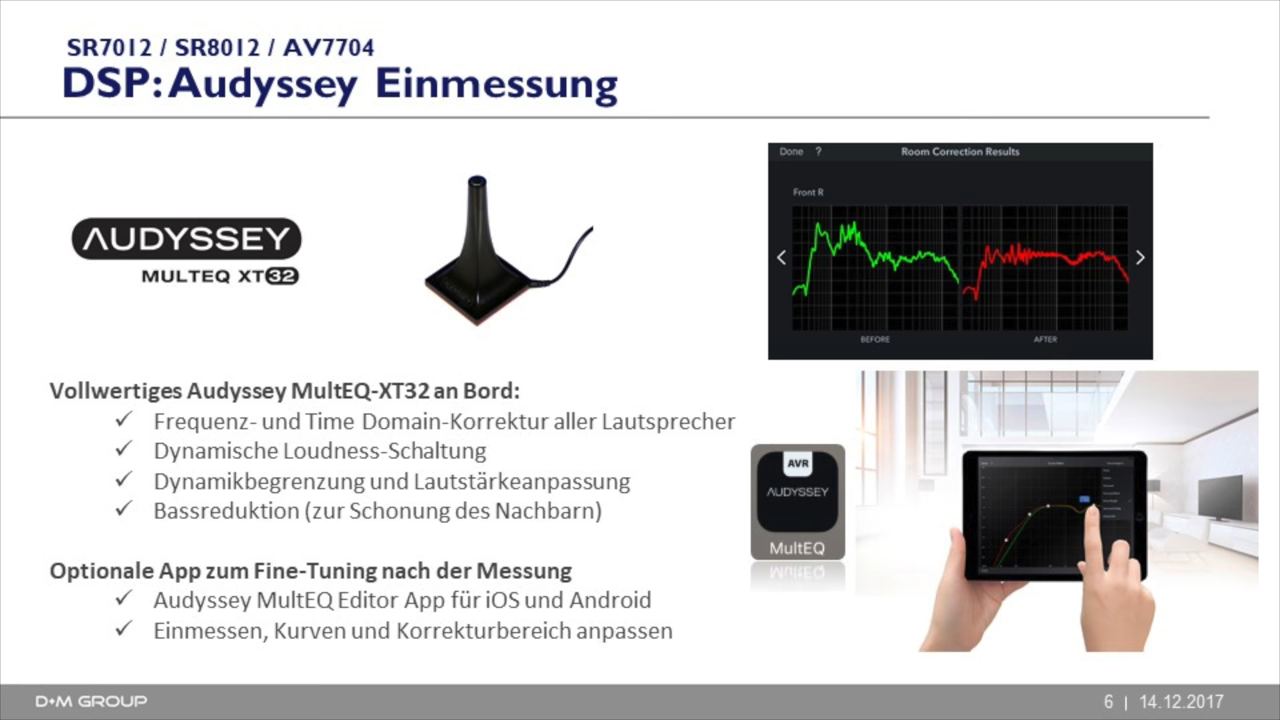 SR7012 / SR8012 / AV7704
DSP: Audyssey Einmessung
AUDYSSEY
MULTEQ XT32
Done ?
Room Correction Results
Front R
BEFORE
AFTER
Vollwertiges Audyssey MultEQ-XT32 an Bord:
✓ Frequenz- und Time Domain-Korrektur aller Lautsprecher
✓ Dynamische Loudness-Schaltung
✓ Dynamikbegrenzung und Lautstärkeanpassung
✓ Bassreduktion (zur Schonung des Nachbarn)
AVR
AUDYSSEY
MultEQ
Optionale App zum Fine-Tuning nach der Messung
✓ Audyssey MultEQ Editor App für iOS und Android
✓ Einmessen, Kurven und Korrekturbereich anpassen
D+M GROUP
6 | 14.12.2017